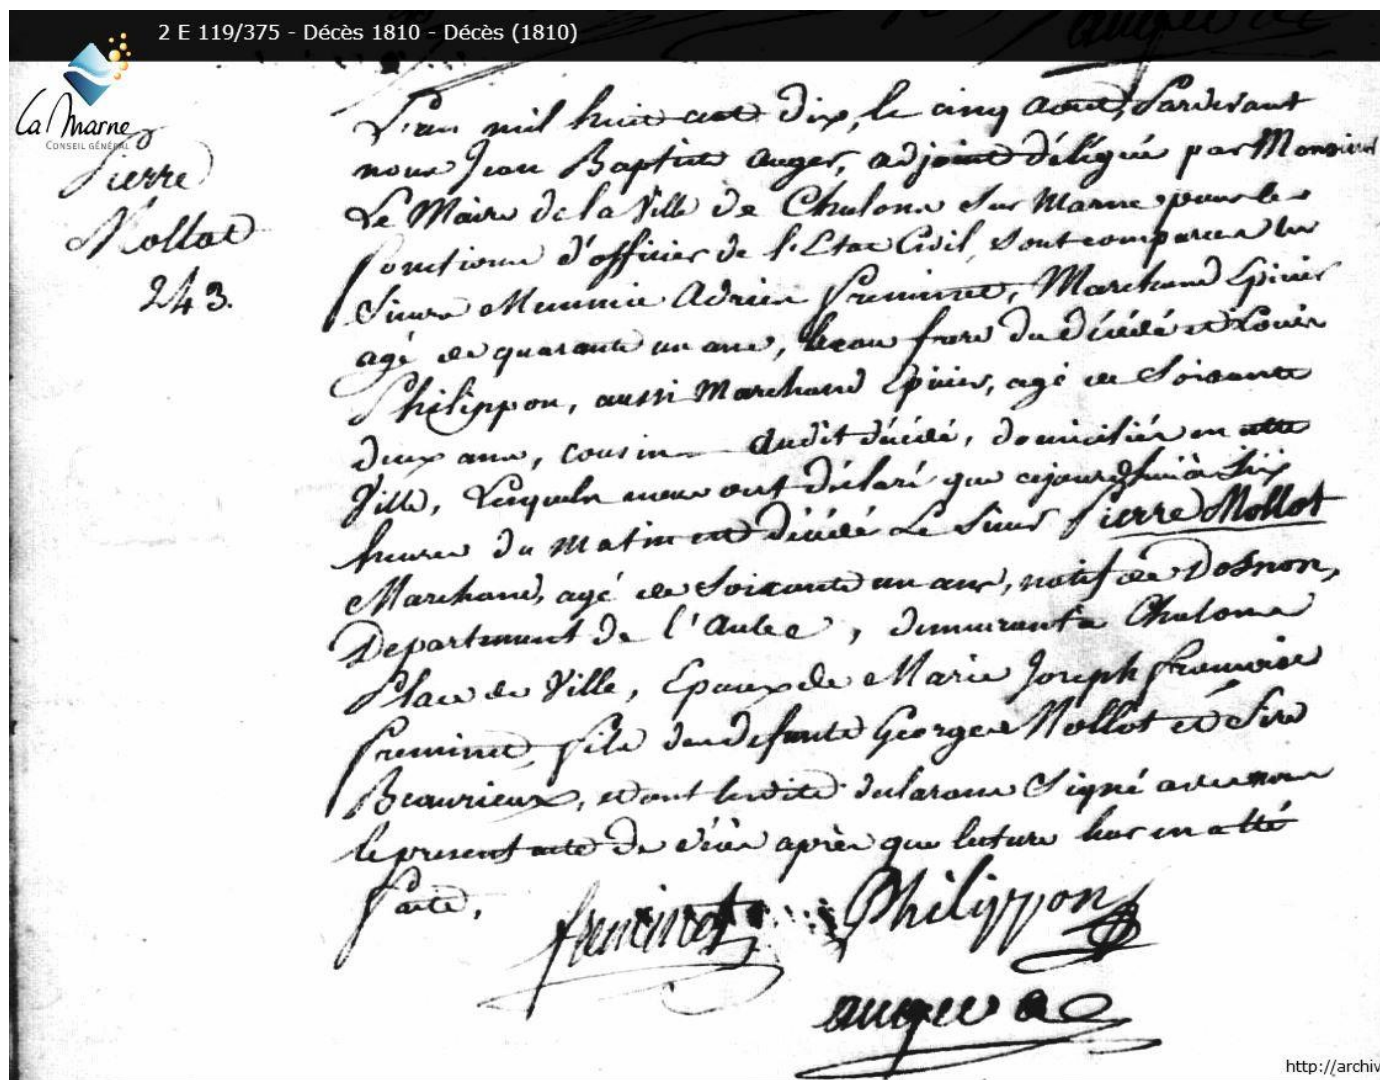 2 E 119/375 - Décès 1810 - Décès (1810)
La Marne
CONSEIL GÉNÉRAL
Pierre
Mollot
243.
L'an mil huit cent dix, le cinq aout, Pardevant
nous Jean Baptiste Auger, adjoint délégué par Monsieur
Le Maire de la Ville de Chalons sur Marne pour les
fonctions d'officier de l'Etat Civil, sont comparus les
Sieurs Memmie Adrien Freminet, Marchand Epicier
agé de quarante un ans, beau frere du décédé et Louis
Philippon, aussi Marchand Epicier, agé de Soixante
deux ans, cousin dudit décédé, domiciliés en cette
Ville, Lesquels nous ont déclaré que cejourd'hui à Six
heures du matin est décédé Le Sieur Pierre Mollot
Marchand, agé de Soixante un ans, natif de Dosnon,
Departement de l'Aube, demeurant à Chalons
Place de Ville, Epoux de Marie Joseph Françoise
Freminet, fils des defunts George Mollot et
Beaurieux, et ont lesdits declarans Signé avec nous
le present acte de décès après que lecture leur en a été
faite.
freminet Philippon
auger
http://archiv